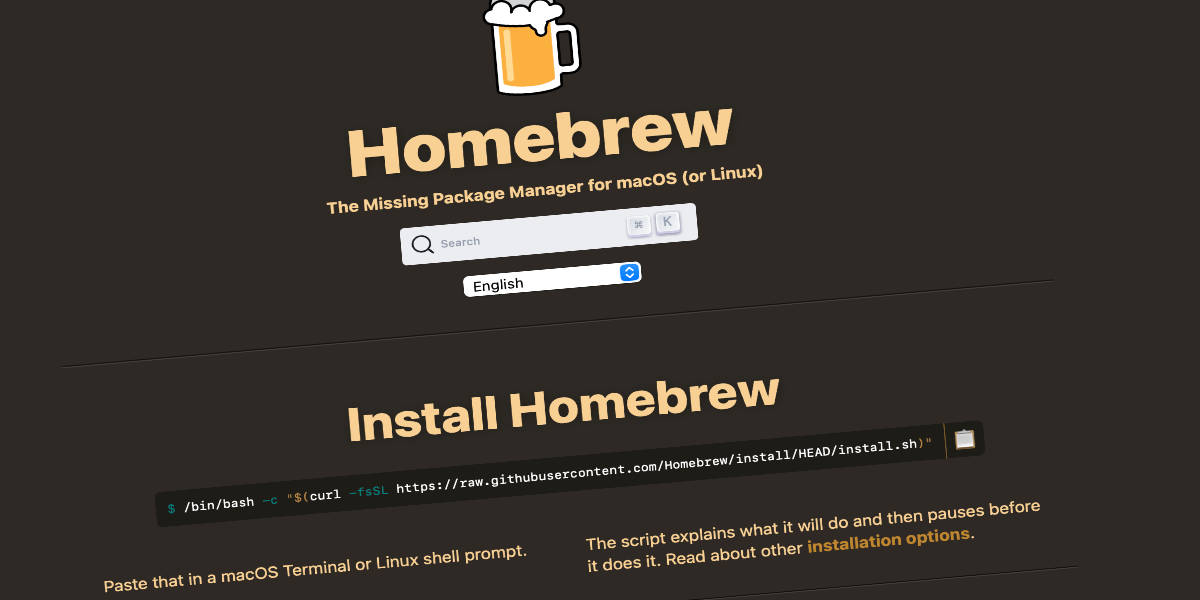 Homebrew
The Missing Package Manager for macOS (or Linux)
Search ⌘ K
English
Install Homebrew
$ /bin/bash -c "$(curl -fsSL https://raw.githubusercontent.com/Homebrew/install/HEAD/install.sh)"
Paste that in a macOS Terminal or Linux shell prompt.
The script explains what it will do and then pauses before
it does it. Read about other installation options.